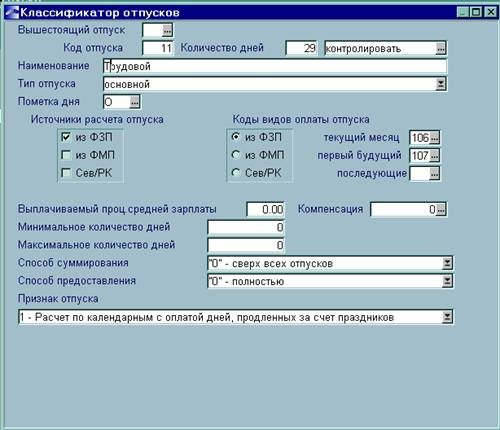 Классификатор отпусков
Вышестоящий отпуск ...
Код отпуска 11 Количество дней 29 контролировать ...
Наименование Трудовой
Тип отпуска основной
Пометка дня О ...
Источники расчета отпуска Коды видов оплаты отпуска
из ФЗП из ФЗП текущий месяц 106 ...
из ФМП из ФМП первый будущий 107 ...
Сев/РК Сев/РК последующие ...
Выплачиваемый проц.средней зарплаты 0.00 Компенсация 0 ...
Минимальное количество дней 0
Максимальное количество дней 0
Способ суммирования "0" - сверх всех отпусков
Способ предоставления "0" - полностью
Признак отпуска
1 - Расчет по календарным с оплатой дней, продленных за счет праздников